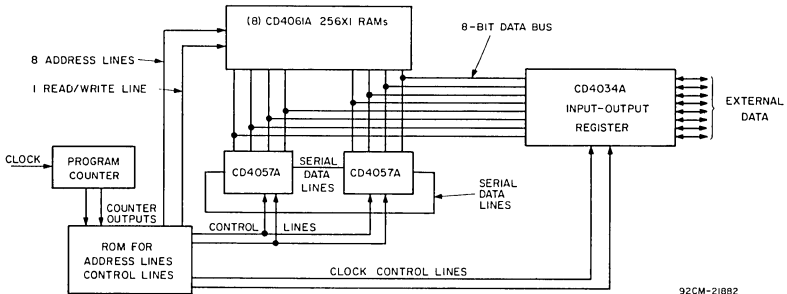 (8) CD4061A 256X1 RAMs
8-BIT DATA BUS
8 ADDRESS LINES
1 READ/WRITE LINE
CD4034A
INPUT-OUTPUT
REGISTER
EXTERNAL
DATA
CLOCK
PROGRAM
COUNTER
CD4057A
SERIAL
DATA
LINES
CD4057A
SERIAL
DATA
LINES
COUNTER
OUTPUTS
CONTROL LINES
ROM FOR
ADDRESS LINES
CONTROL LINES
CLOCK CONTROL LINES
92CM-21882